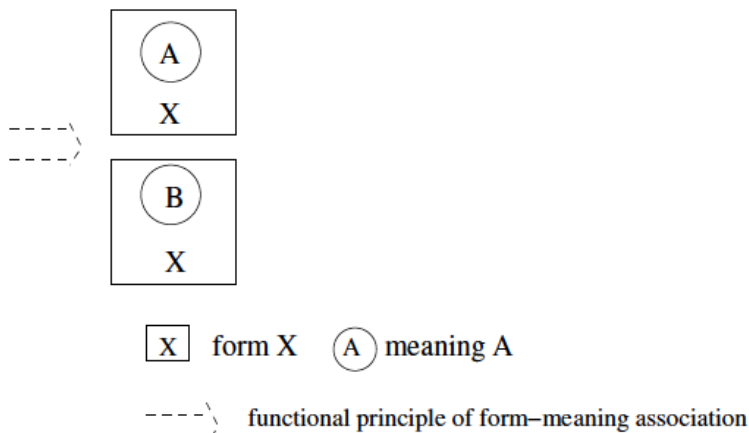 A
X
B
X
X form X A meaning A
functional principle of form−meaning association